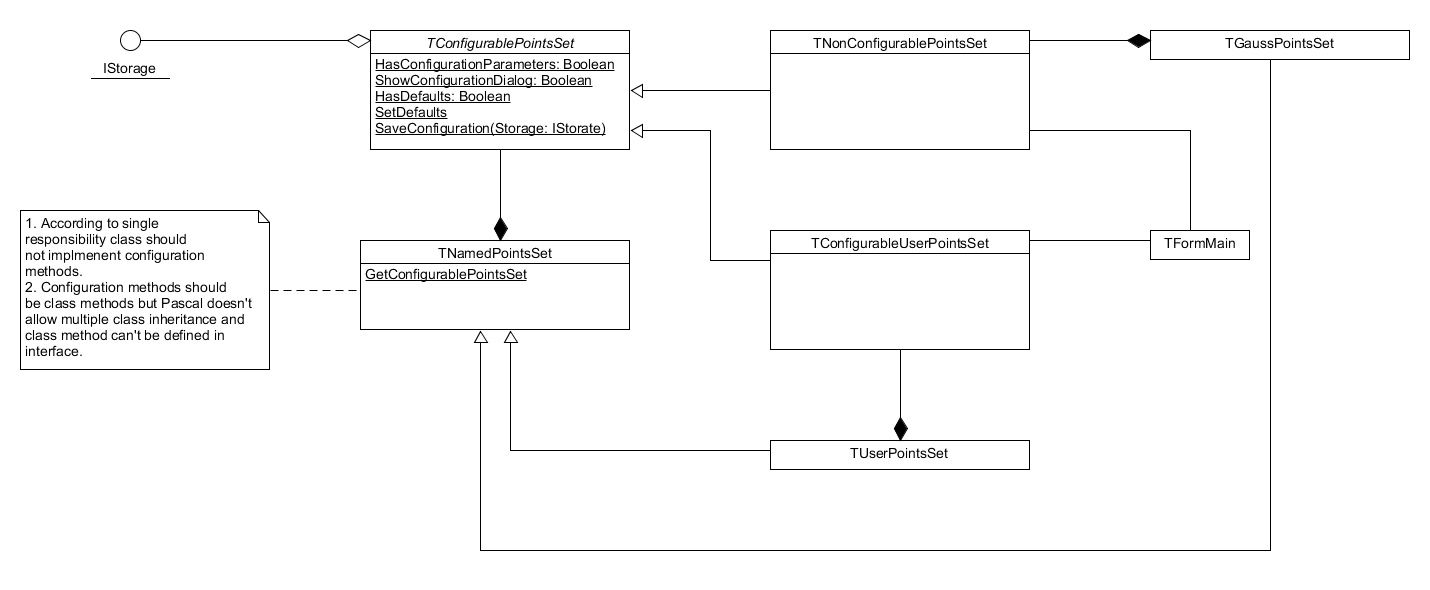 IStorage
TConfigurablePointsSet
HasConfigurationParameters: Boolean
ShowConfigurationDialog: Boolean
HasDefaults: Boolean
SetDefaults
SaveConfiguration(Storage: IStorate)
TNonConfigurablePointsSet
TGaussPointsSet
1. According to single
responsibility class should
not implmenent configuration
methods.
2. Configuration methods should
be class methods but Pascal doesn't
allow multiple class inheritance and
class method can't be defined in
interface.
TNamedPointsSet
GetConfigurablePointsSet
TConfigurableUserPointsSet
TFormMain
TUserPointsSet